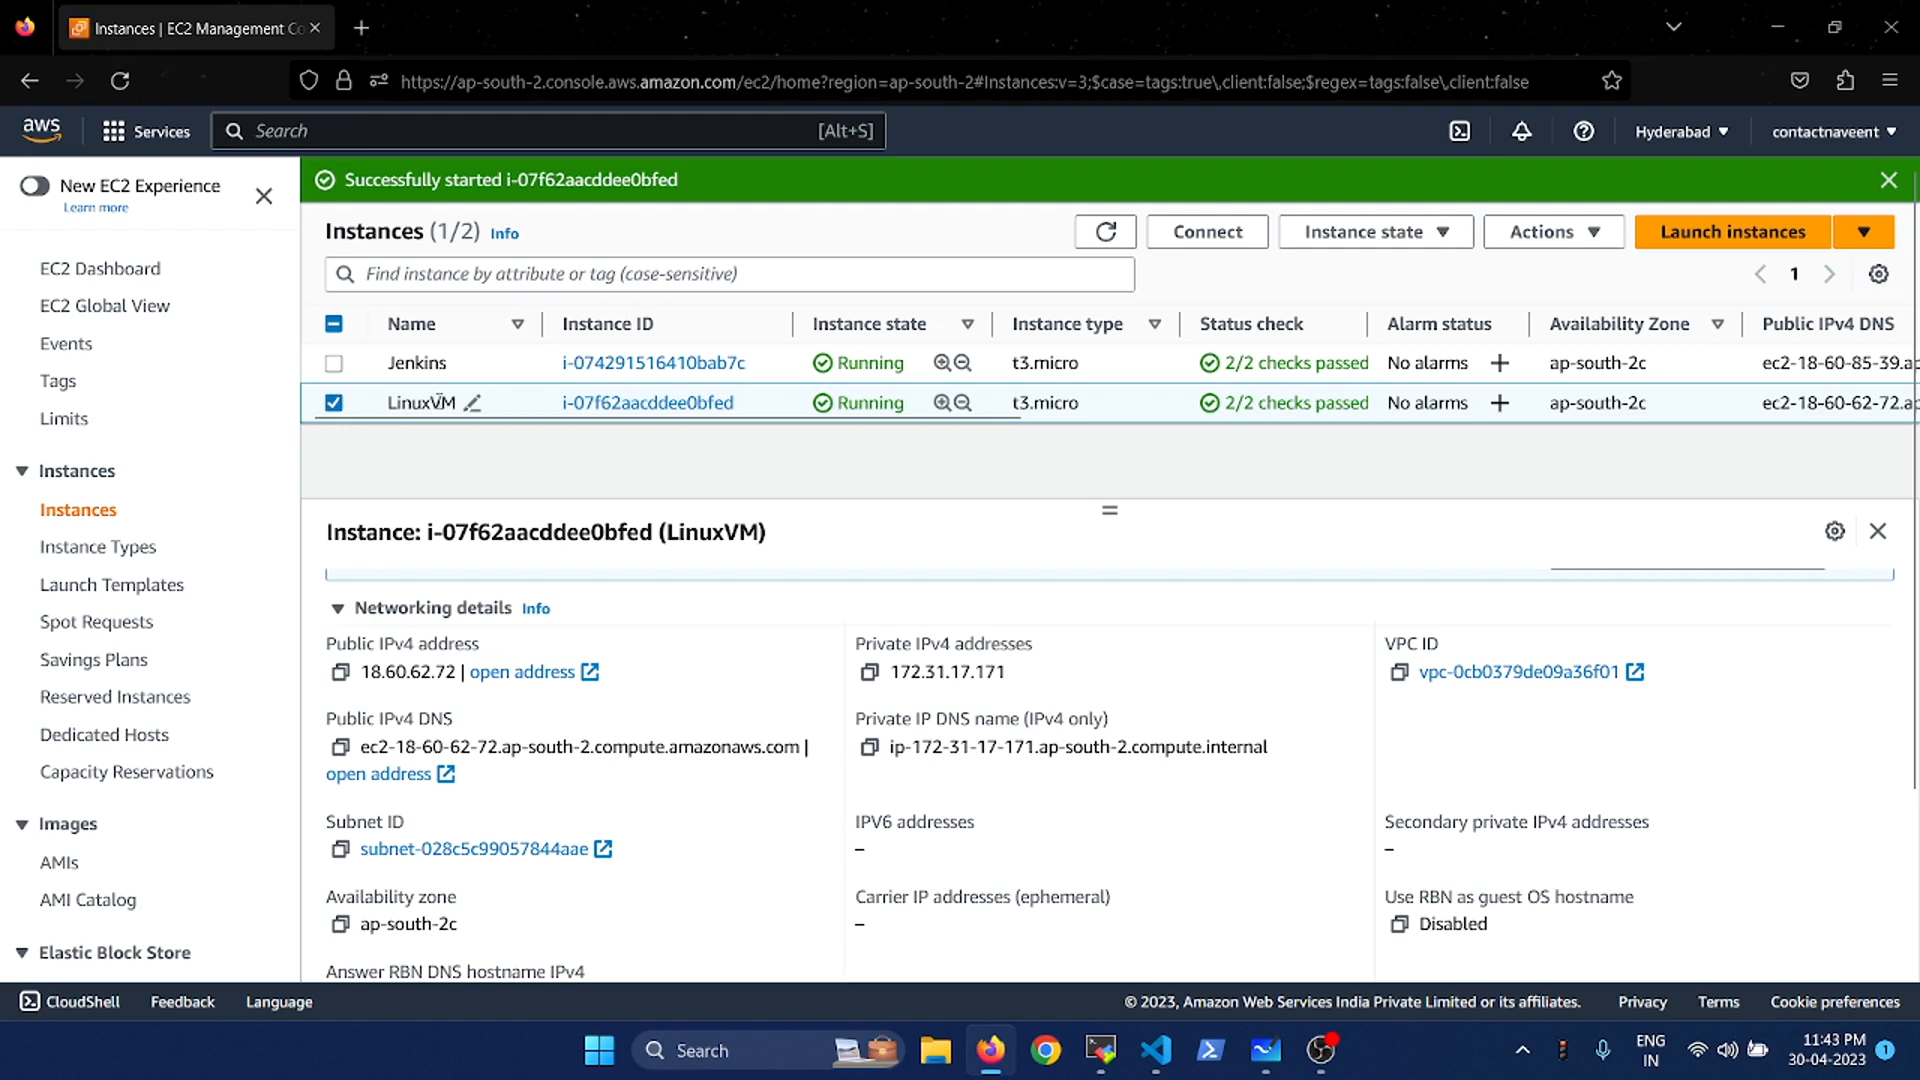 Instances | EC2 Management Co
https://ap-south-2.console.aws.amazon.com/ec2/home?region=ap-south-2#Instances:v=3;$case=tags:true\,client:false;$regex=tags:false\,client:false
aws Services Search [Alt+S] Hyderabad contactnaveent
New EC2 Experience
Learn more
EC2 Dashboard
EC2 Global View
Events
Tags
Limits
Instances
Instances
Instance Types
Launch Templates
Spot Requests
Savings Plans
Reserved Instances
Dedicated Hosts
Capacity Reservations
Images
AMIs
AMI Catalog
Elastic Block Store
Successfully started i-07f62aacddee0bfed
Instances (1/2) Info Connect Instance state Actions Launch instances
Find instance by attribute or tag (case-sensitive) 1
Name Instance ID Instance state Instance type Status check Alarm status Availability Zone Public IPv4 DNS
Jenkins i-074291516410bab7c Running t3.micro 2/2 checks passed No alarms + ap-south-2c ec2-18-60-85-39.ap
LinuxVM i-07f62aacddee0bfed Running t3.micro 2/2 checks passed No alarms + ap-south-2c ec2-18-60-62-72.ap
Instance: i-07f62aacddee0bfed (LinuxVM)
Networking details Info
Public IPv4 address Private IPv4 addresses VPC ID
18.60.62.72 | open address 172.31.17.171 vpc-0cb0379de09a36f01
Public IPv4 DNS Private IP DNS name (IPv4 only)
ec2-18-60-62-72.ap-south-2.compute.amazonaws.com | ip-172-31-17-171.ap-south-2.compute.internal
open address
Subnet ID IPV6 addresses Secondary private IPv4 addresses
subnet-028c5c99057844aae – –
Availability zone Carrier IP addresses (ephemeral) Use RBN as guest OS hostname
ap-south-2c – Disabled
Answer RBN DNS hostname IPv4
CloudShell Feedback Language © 2023, Amazon Web Services India Private Limited or its affiliates. Privacy Terms Cookie preferences
Search ENG 11:43 PM
IN 30-04-2023 1